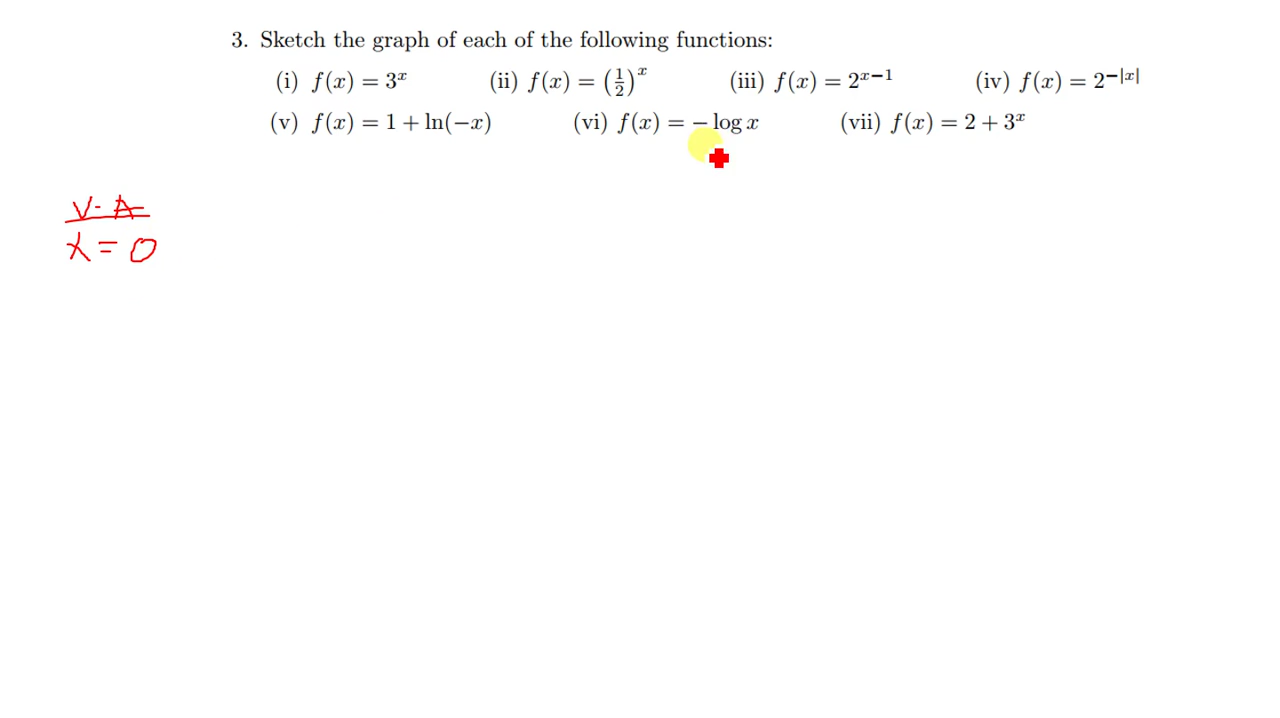 3. Sketch the graph of each of the following functions:
(i) f(x) = 3^x (ii) f(x) = (1/2)^x (iii) f(x) = 2^{x−1} (iv) f(x) = 2^{−|x|}
(v) f(x) = 1 + ln(−x) (vi) f(x) = − log x (vii) f(x) = 2 + 3^x
V. A
x = 0